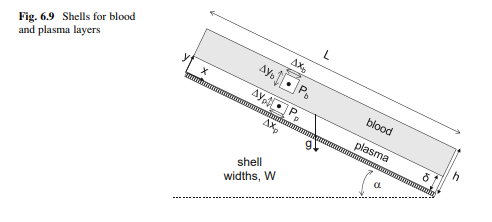 Fig. 6.9 Shells for blood
and plasma layers
L
y
x
Δx_b
Δy_b
P_b
Δy_p
P_p
Δx_p
blood
plasma
g
δ
h
shell
widths, W
α